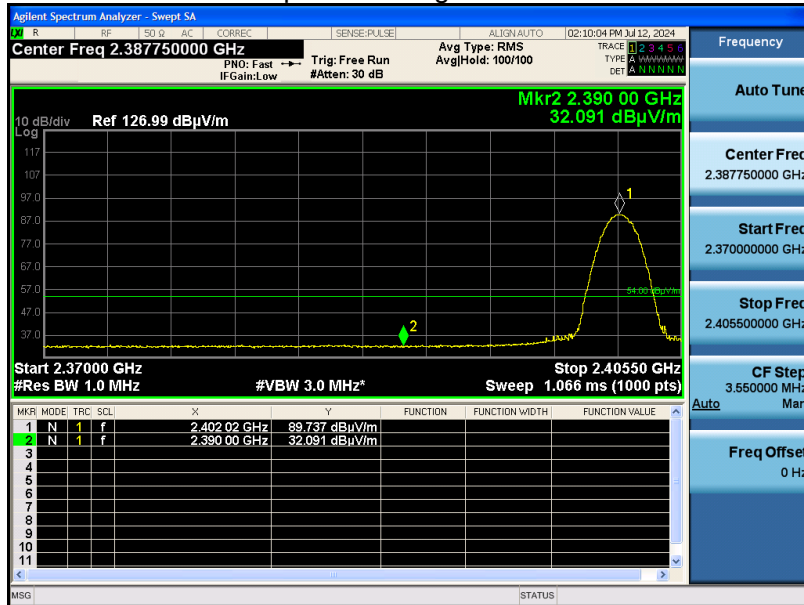 Agilent Spectrum Analyzer - Swept SA
LXI R RF 50 Ω AC CORREC SENSE:PULSE ALIGN AUTO 02:10:04 PM Jul 12, 2024
Center Freq 2.387750000 GHz
PNO: Fast
IFGain:Low
Trig: Free Run
#Atten: 30 dB
Avg Type: RMS
Avg|Hold: 100/100
TRACE 1 2 3 4 5 6
TYPE A
DET A N N N N N
Mkr2 2.390 00 GHz
32.091 dBµV/m
10 dB/div
Log
Ref 126.99 dBµV/m
117
107
97.0
87.0
77.0
67.0
57.0
47.0
37.0
1
2
54.00 dBµV/m
Start 2.37000 GHz Stop 2.40550 GHz
#Res BW 1.0 MHz #VBW 3.0 MHz* Sweep 1.066 ms (1000 pts)
MKR MODE TRC SCL X Y FUNCTION FUNCTION WIDTH FUNCTION VALUE
1 N 1 f 2.402 02 GHz 89.737 dBµV/m
2 N 1 f 2.390 00 GHz 32.091 dBµV/m
3
4
5
6
7
8
9
10
11
MSG STATUS
Frequency
Auto Tune
Center Freq
2.387750000 GHz
Start Freq
2.370000000 GHz
Stop Freq
2.405500000 GHz
CF Step
3.550000 MHz
Auto Man
Freq Offset
0 Hz